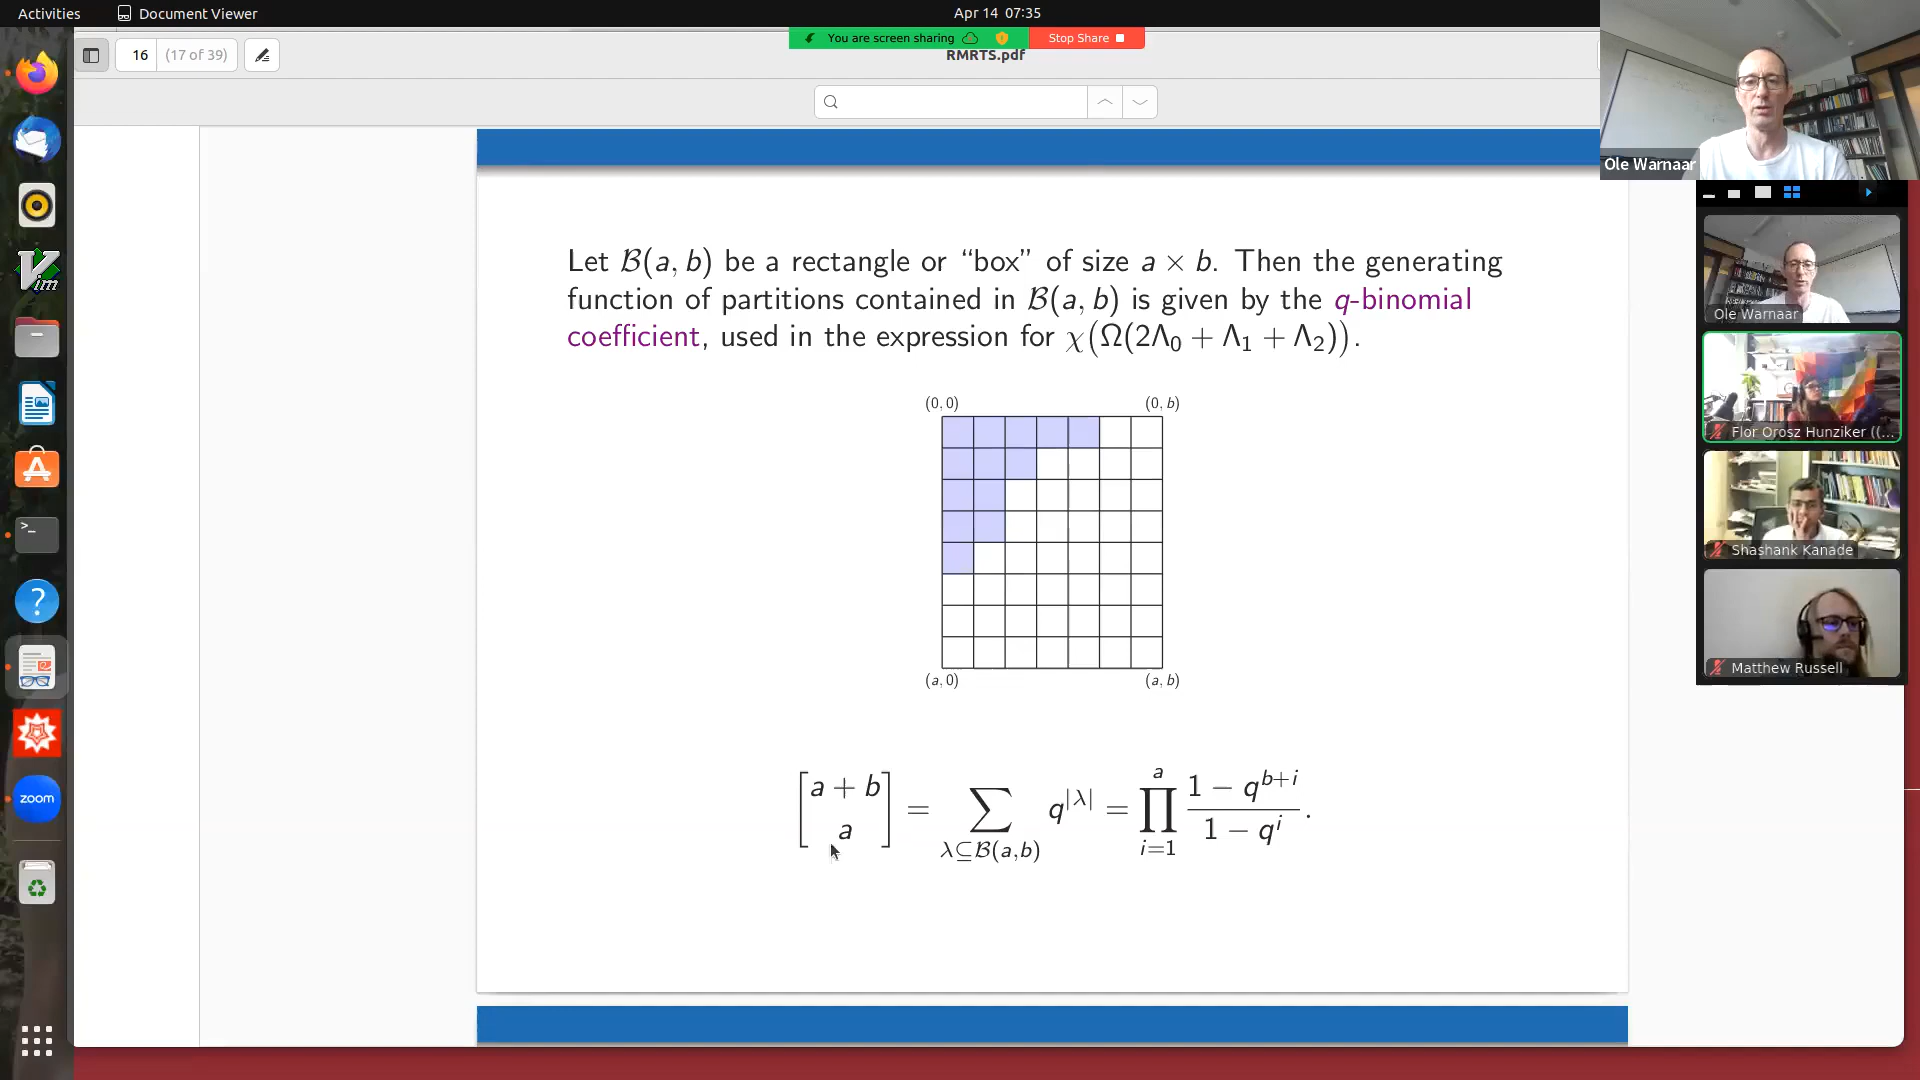 Activities
Document Viewer
Apr 14 07:35
You are screen sharing
Stop Share
16
(17 of 39)
RMRTS.pdf
Let B(a, b) be a rectangle or “box” of size a × b. Then the generating
function of partitions contained in B(a, b) is given by the q-binomial
coefficient, used in the expression for χ(Ω(2Λ₀ + Λ₁ + Λ₂)).
(0, 0)
(0, b)
(a, 0)
(a, b)
[a + b
a] = ∑_{λ⊆B(a,b)} q^{|λ|} = ∏_{i=1}^{a} (1 − q^{b+i})/(1 − q^i).
Ole Warnaar
Ole Warnaar
Flor Orosz Hunziker ((...
Shashank Kanade
Matthew Russell
Vim
>_
?
zoom